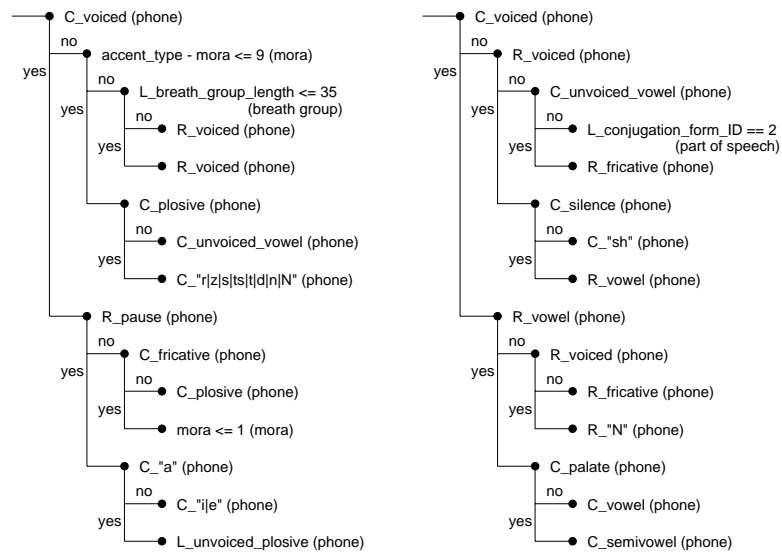 C_voiced (phone)
no
yes
accent_type - mora <= 9 (mora)
no
yes
L_breath_group_length <= 35
(breath group)
no
R_voiced (phone)
yes
R_voiced (phone)
C_plosive (phone)
no
C_unvoiced_vowel (phone)
yes
C_"r|z|s|ts|t|d|n|N" (phone)
R_pause (phone)
no
yes
C_fricative (phone)
no
C_plosive (phone)
yes
mora <= 1 (mora)
C_"a" (phone)
no
C_"i|e" (phone)
yes
L_unvoiced_plosive (phone)
C_voiced (phone)
no
yes
R_voiced (phone)
no
yes
C_unvoiced_vowel (phone)
no
L_conjugation_form_ID == 2
(part of speech)
yes
R_fricative (phone)
C_silence (phone)
no
C_"sh" (phone)
yes
R_vowel (phone)
R_vowel (phone)
no
yes
R_voiced (phone)
no
R_fricative (phone)
yes
R_"N" (phone)
C_palate (phone)
no
C_vowel (phone)
yes
C_semivowel (phone)